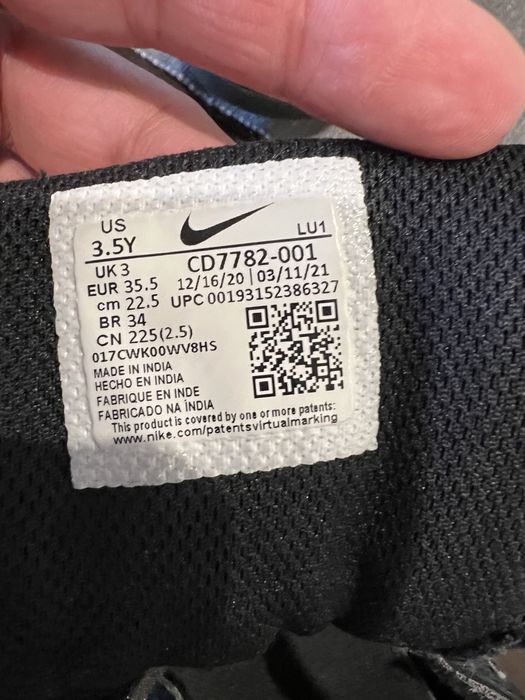 US
3.5Y
LU1
UK 3
CD7782-001
EUR 35.5
12/16/20 | 03/11/21
cm 22.5
UPC 00193152386327
BR 34
CN 225(2.5)
017CWK00WV8HS
MADE IN INDIA
HECHO EN INDIA
FABRIQUE EN INDE
FABRICADO NA ÍNDIA
This product is covered by one or more patents:
www.nike.com/patentsvirtualmarking